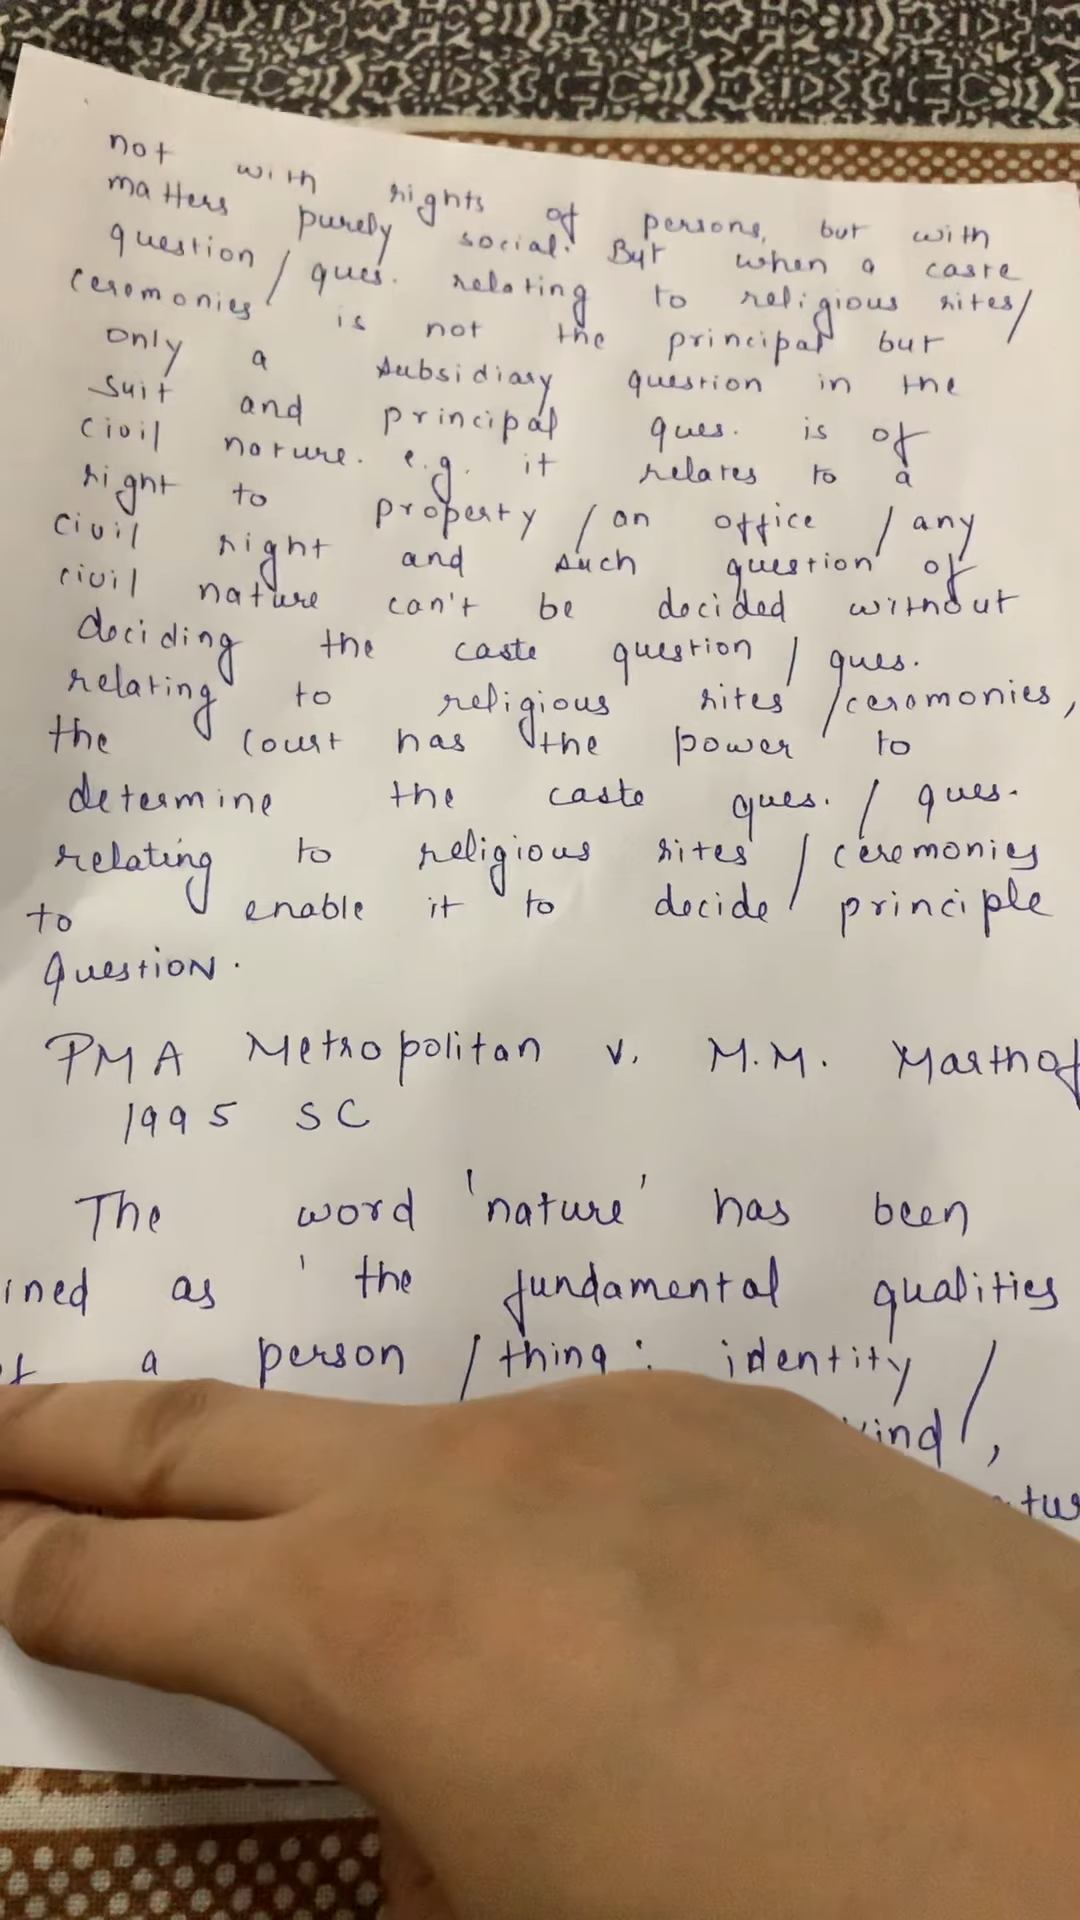 not with rights of persons, but with
matters purely social. But when a caste
question / ques. relating to religious rites/
ceremonies is not the principal but
only a subsidiary question in the
suit and principal ques. is of
civil nature. e.g. it relates to a
right to property / an office / any
civil right and such question of
civil nature can't be decided without
deciding the caste question / ques.
relating to religious rites / ceremonies,
the court has the power to
determine the caste ques. / ques.
relating to religious rites / ceremonies
to enable it to decide principle
Question.
PMA Metropolitan v. M.M.
1995 SC
The word 'nature' has been
as ' the fundamental qualities
a person / thing; identity /